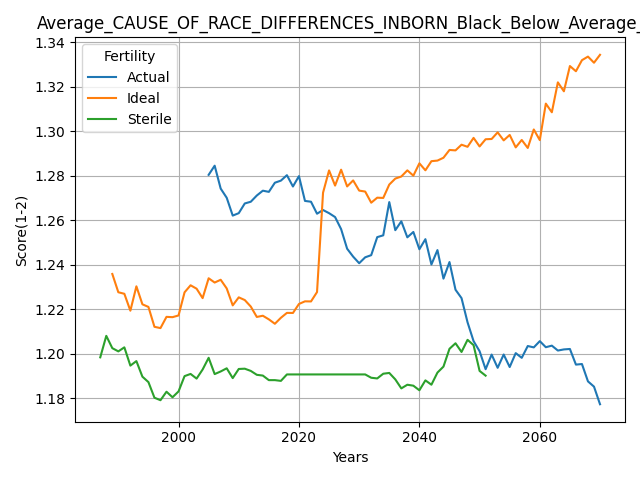 Average_CAUSE_OF_RACE_DIFFERENCES_INBORN_Black_Below_Average_
Fertility
Actual
Ideal
Sterile
Score(1-2)
1.34
1.32
1.30
1.28
1.26
1.24
1.22
1.20
1.18
2000 2020 2040 2060
Years